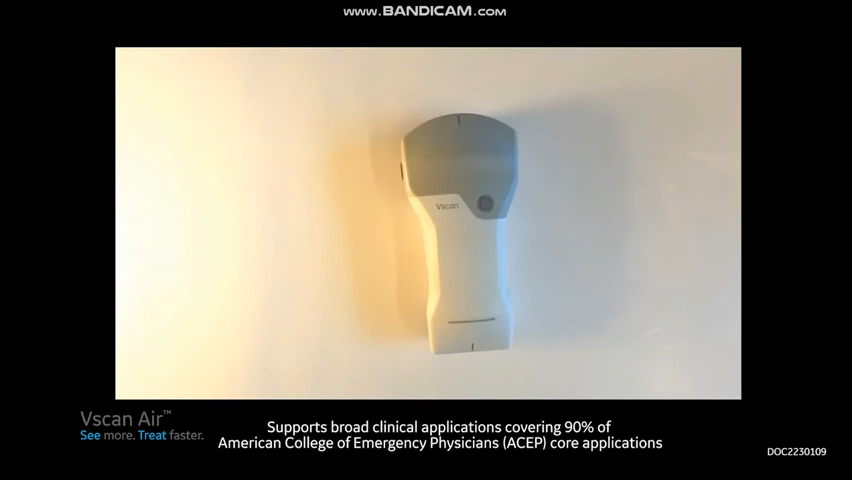 www.BANDICAM.com
Vscan
Vscan Air™
See more. Treat faster.
Supports broad clinical applications covering 90% of
American College of Emergency Physicians (ACEP) core applications
DOC2230109